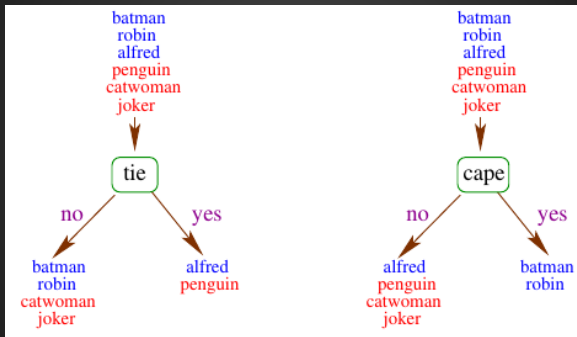 batman
robin
alfred
penguin
catwoman
joker
tie
no
yes
batman
robin
catwoman
joker
alfred
penguin
batman
robin
alfred
penguin
catwoman
joker
cape
no
yes
alfred
penguin
catwoman
joker
batman
robin